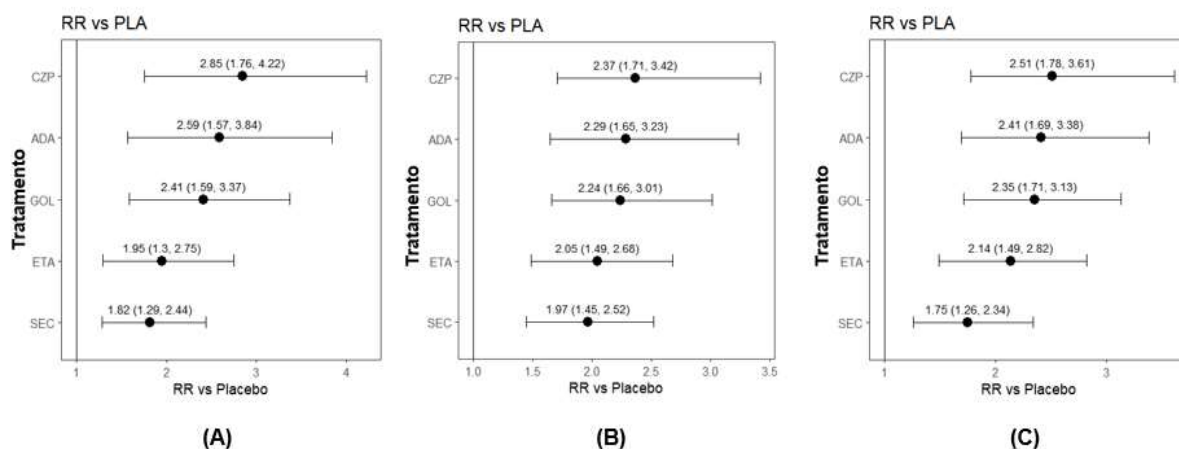 RR vs PLA
Tratamento
CZP
2.85 (1.76, 4.22)
ADA
2.59 (1.57, 3.84)
GOL
2.41 (1.59, 3.37)
ETA
1.95 (1.3, 2.75)
SEC
1.82 (1.29, 2.44)
1 2 3 4
RR vs Placebo
(A)
RR vs PLA
Tratamento
CZP
2.37 (1.71, 3.42)
ADA
2.29 (1.65, 3.23)
GOL
2.24 (1.66, 3.01)
ETA
2.05 (1.49, 2.68)
SEC
1.97 (1.45, 2.52)
1.0 1.5 2.0 2.5 3.0 3.5
RR vs Placebo
(B)
RR vs PLA
Tratamento
CZP
2.51 (1.78, 3.61)
ADA
2.41 (1.69, 3.38)
GOL
2.35 (1.71, 3.13)
ETA
2.14 (1.49, 2.82)
SEC
1.75 (1.26, 2.34)
1 2 3
RR vs Placebo
(C)